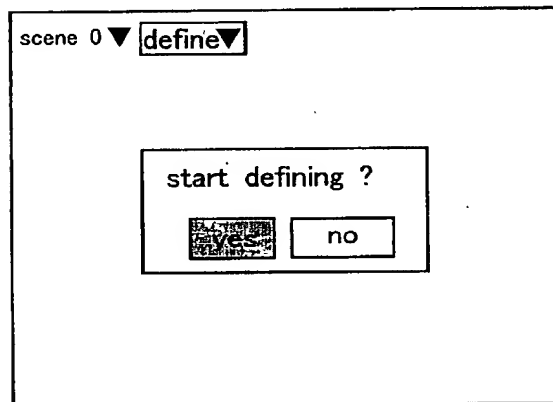 scene 0▼ define▼
start defining ?
yes no